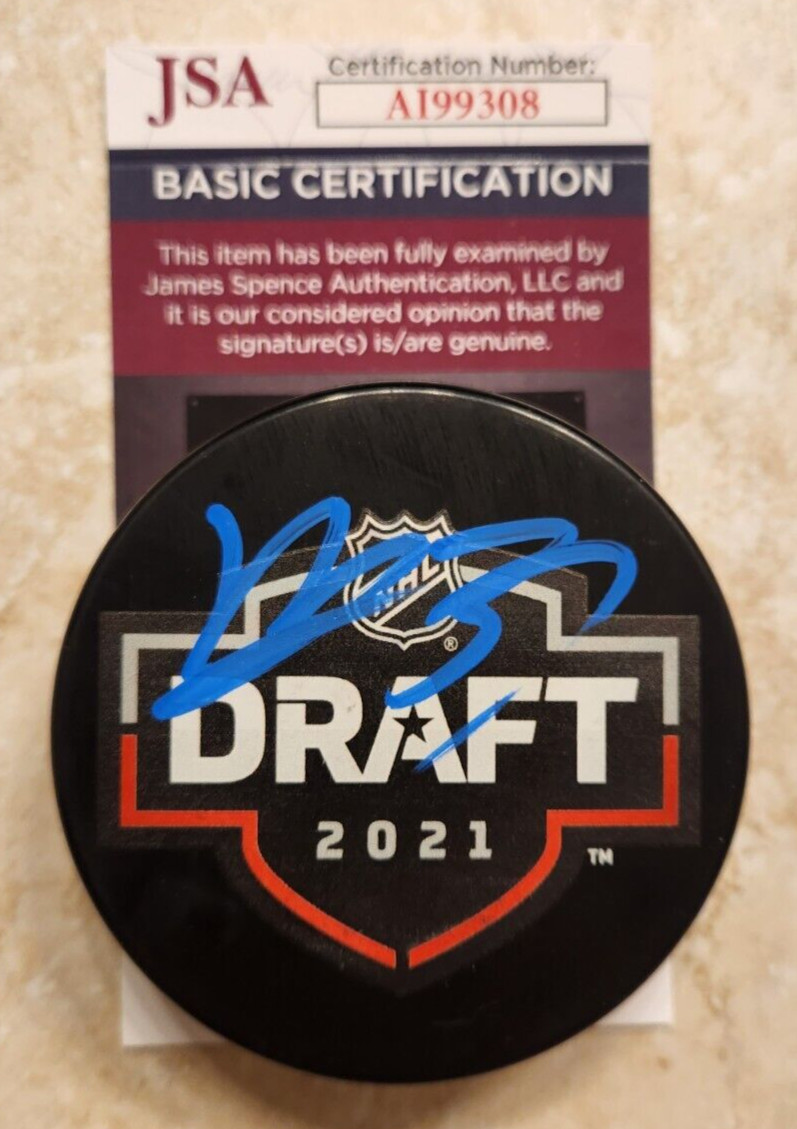 JSA
Certification Number:
AI99308
BASIC CERTIFICATION
This item has been fully examined by
James Spence Authentication, LLC and
it is our considered opinion that the
signature(s) is/are genuine.
NHL
®
DRAFT
2021
TM